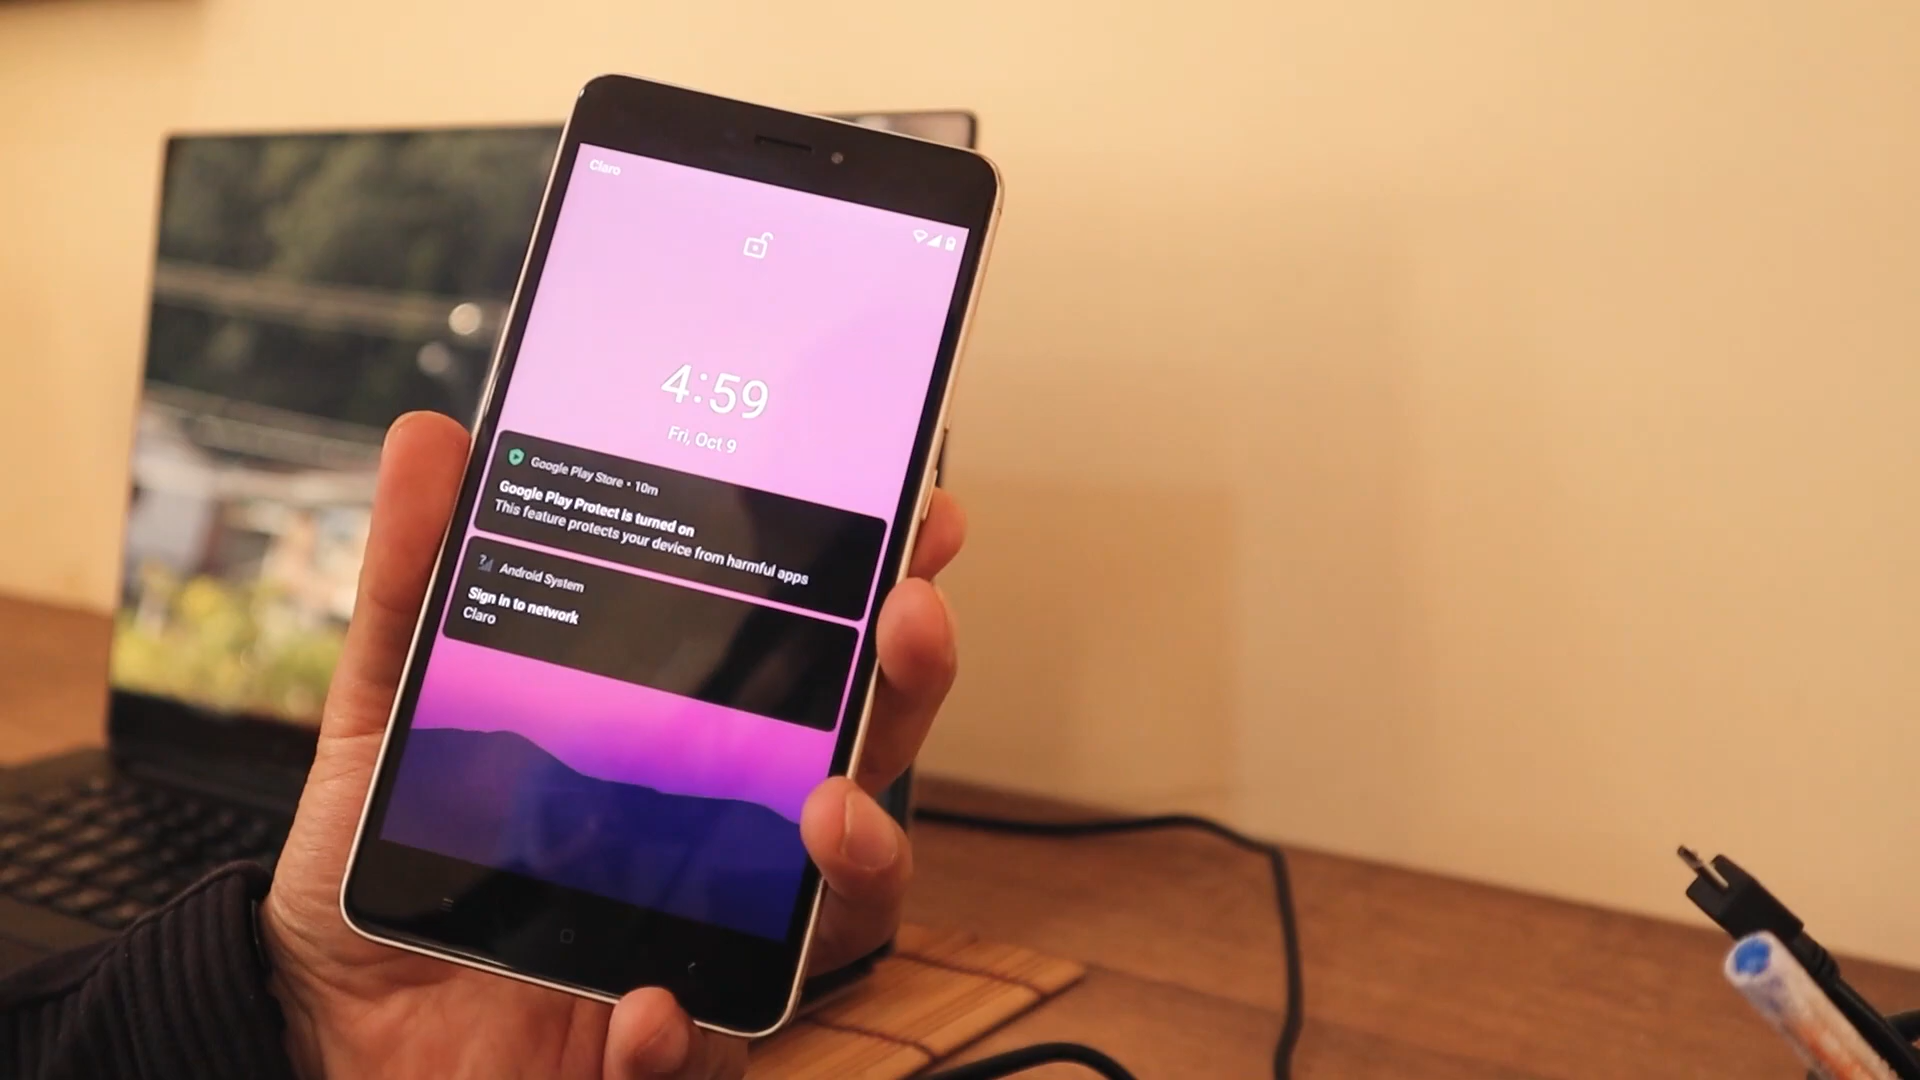 Claro
4:59
Fri, Oct 9
Google Play Store • 10m
Google Play Protect is turned on
This feature protects your device from harmful apps
Android System
Sign in to network
Claro